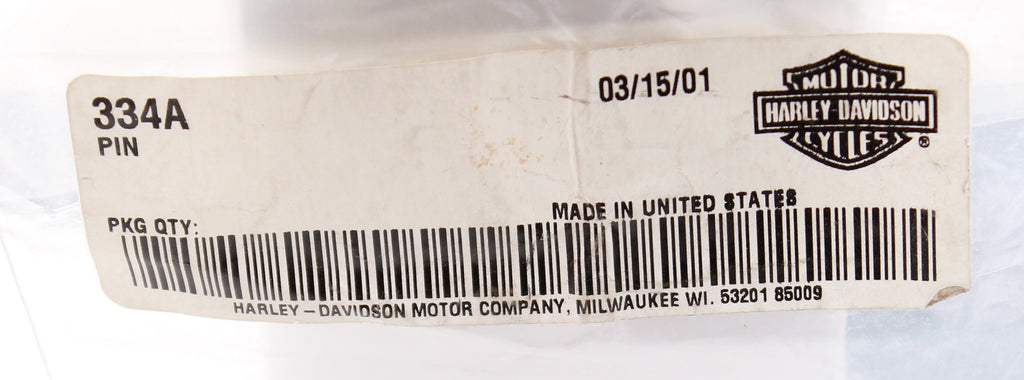 334A
PIN
03/15/01
MOTOR
HARLEY-DAVIDSON
CYCLES
®
PKG QTY:
MADE IN UNITED STATES
HARLEY-DAVIDSON MOTOR COMPANY, MILWAUKEE WI. 53201 85009